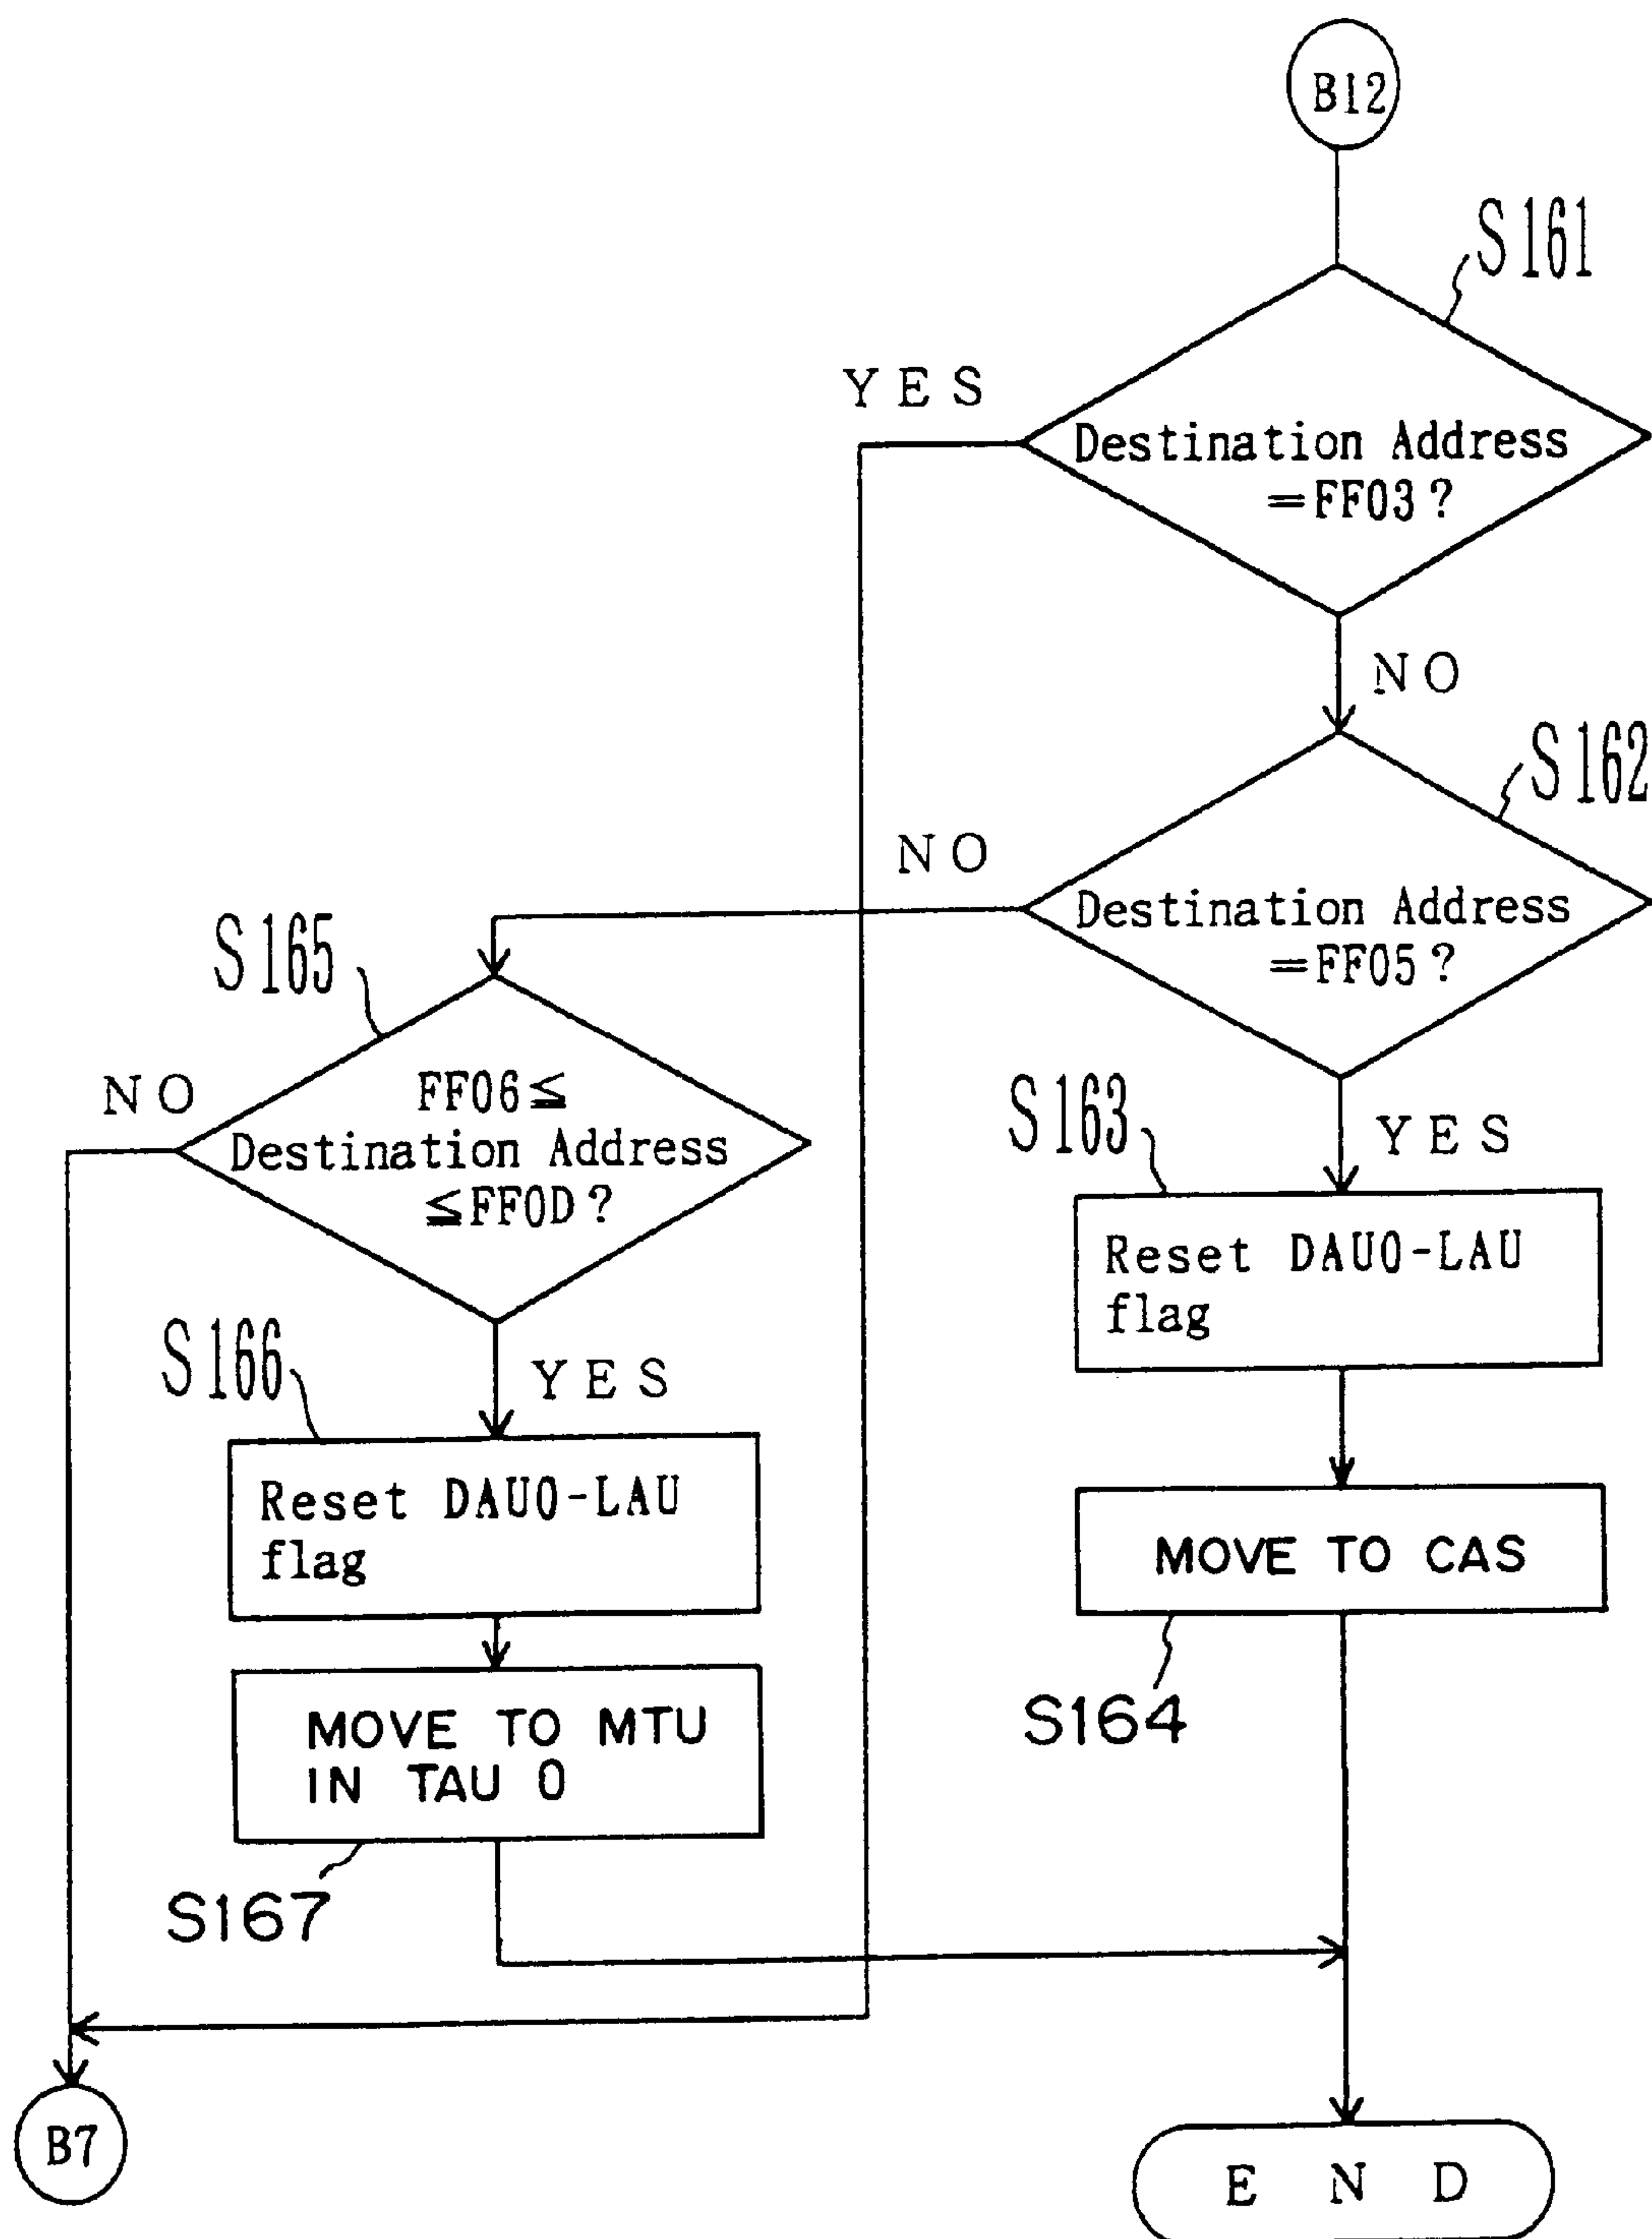 B12
S161
YES
Destination Address
=FF03?
NO
S162
NO
Destination Address
=FF05?
S165
NO
FF06≦
Destination Address
≦FF0D?
S163
YES
Reset DAU0-LAU
flag
S166
YES
Reset DAU0-LAU
flag
MOVE TO CAS
S164
MOVE TO MTU
IN TAU 0
S167
B7
END